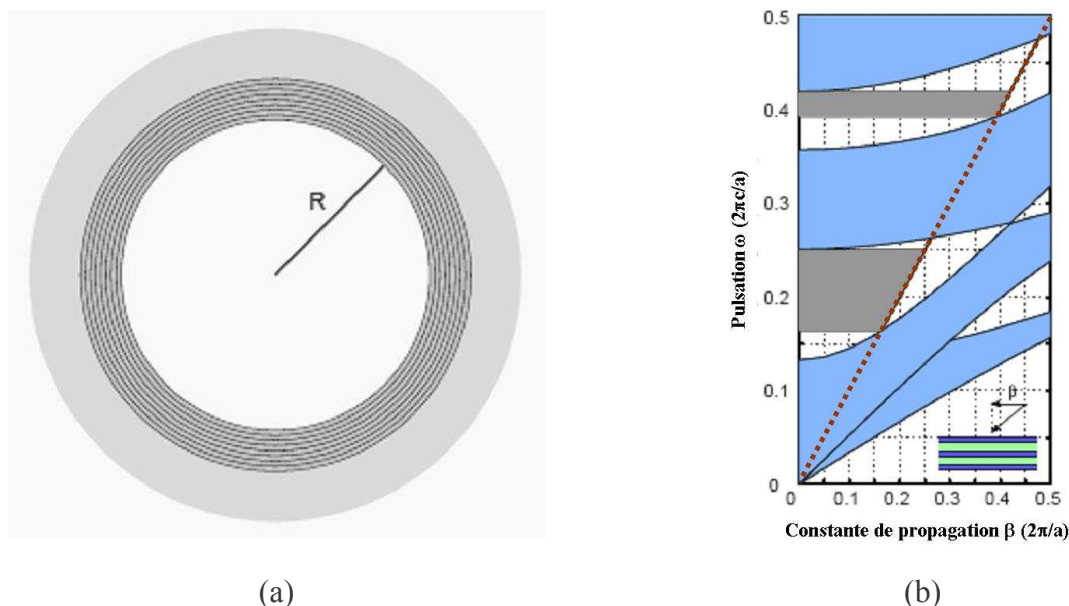 R
0.5
0.4
0.3
0.2
0.1
0
Pulsation ω (2πc/a)
β
0 0.1 0.2 0.3 0.4 0.5
Constante de propagation β (2π/a)
(a) (b)